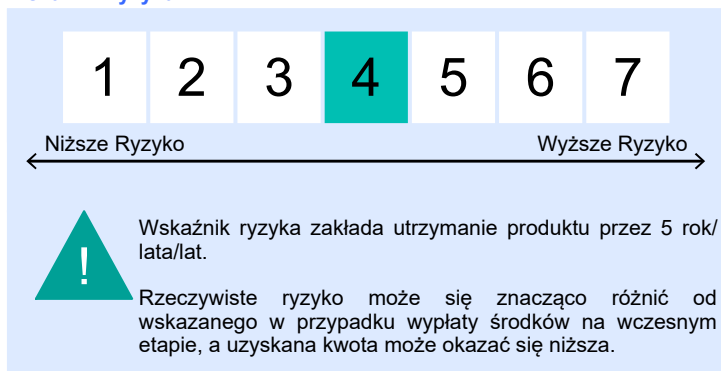 1 2 3 4 5 6 7
Niższe Ryzyko Wyższe Ryzyko
!
Wskaźnik ryzyka zakłada utrzymanie produktu przez 5 rok/
lata/lat.
Rzeczywiste ryzyko może się znacząco różnić od
wskazanego w przypadku wypłaty środków na wczesnym
etapie, a uzyskana kwota może okazać się niższa.